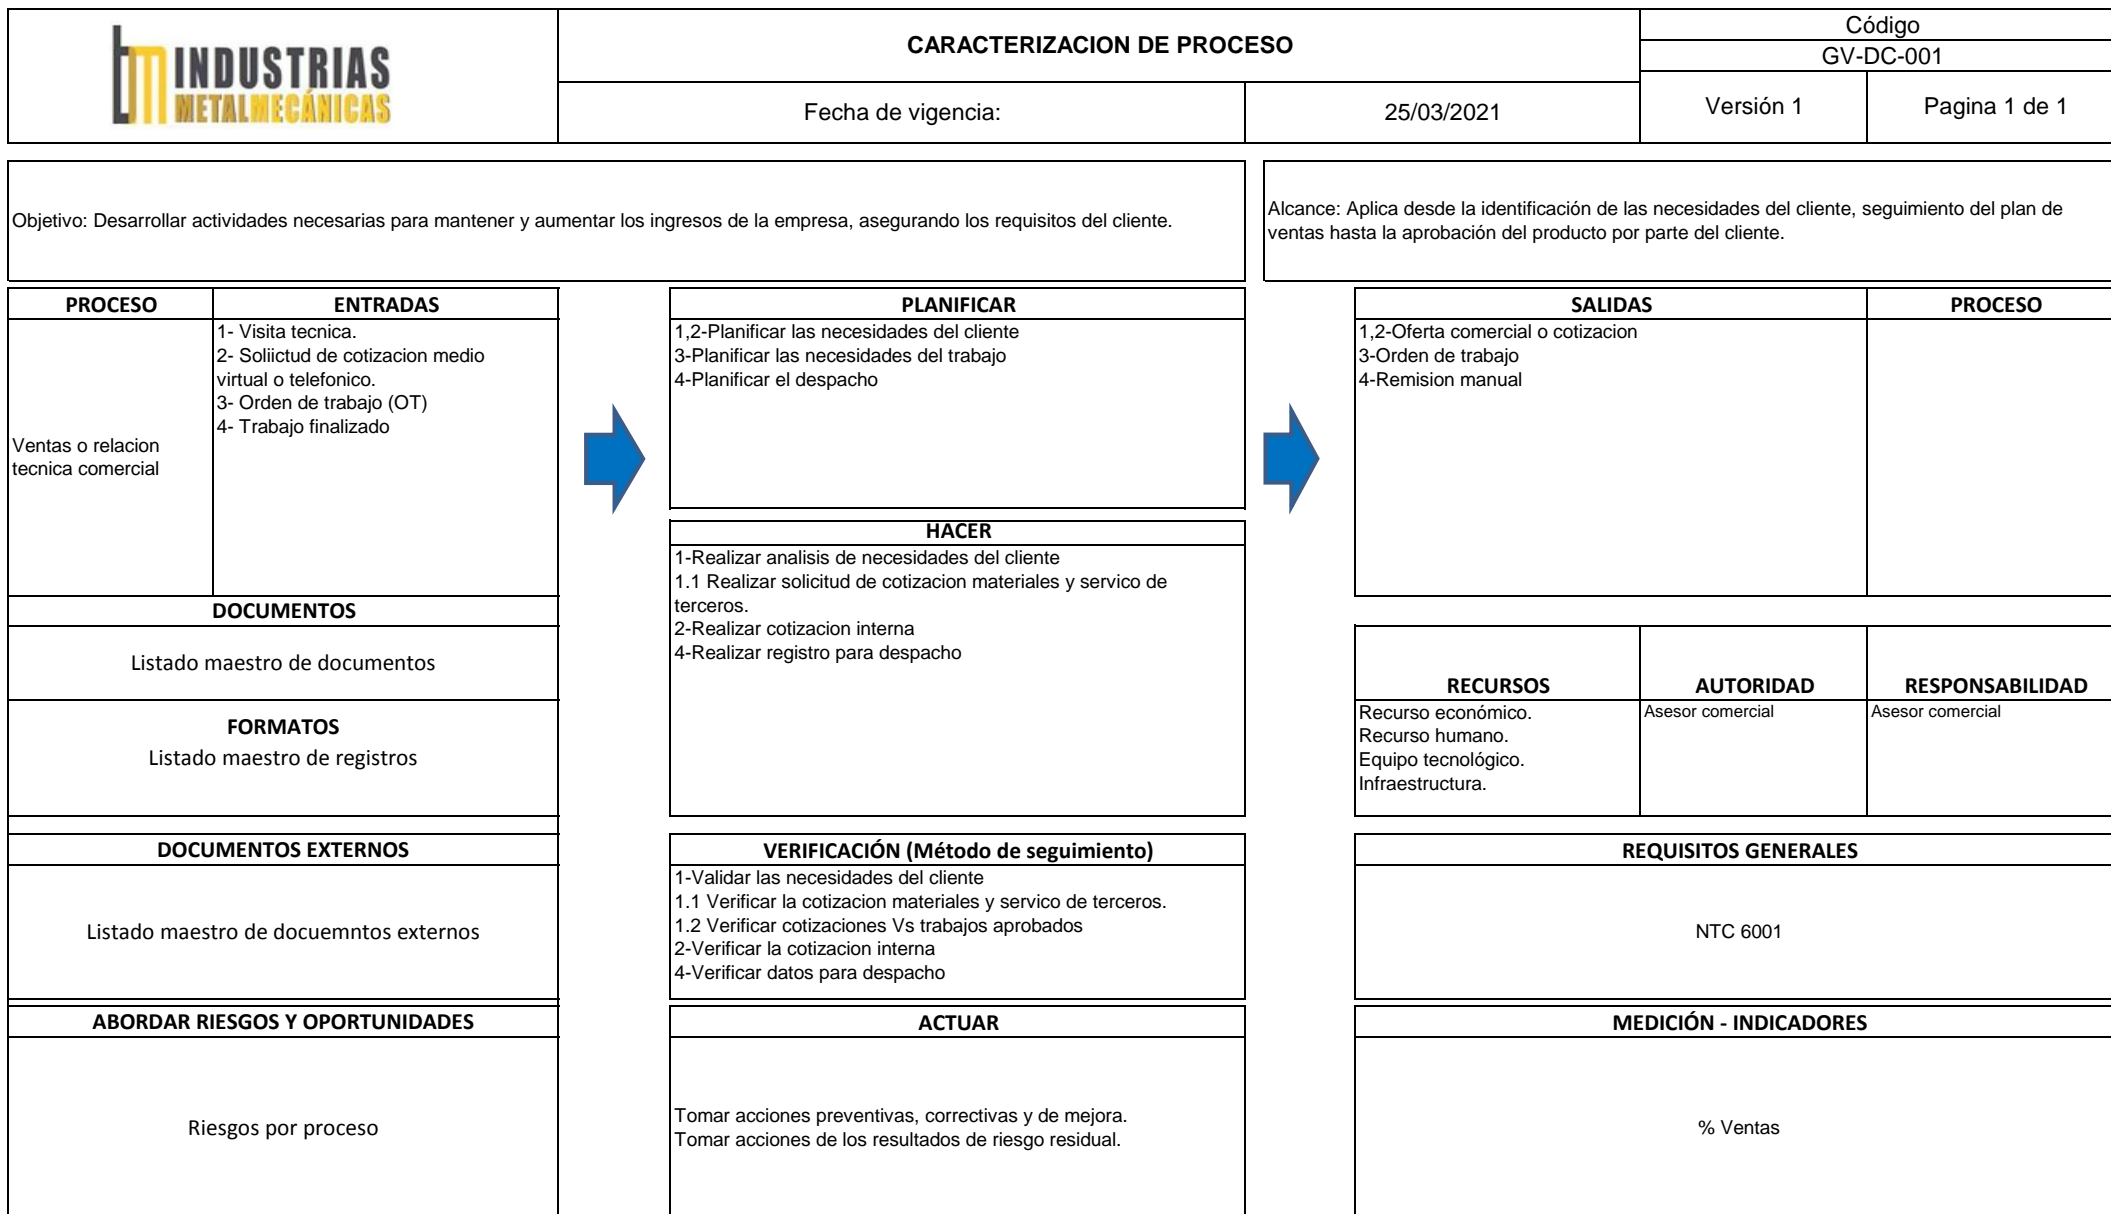 INDUSTRIAS
METALMECÁNICAS
CARACTERIZACION DE PROCESO
Código
GV-DC-001
Fecha de vigencia:
25/03/2021
Versión 1
Pagina 1 de 1
Objetivo: Desarrollar actividades necesarias para mantener y aumentar los ingresos de la empresa, asegurando los requisitos del cliente.
Alcance: Aplica desde la identificación de las necesidades del cliente, seguimiento del plan de
ventas hasta la aprobación del producto por parte del cliente.
PROCESO
ENTRADAS
Ventas o relacion
tecnica comercial
1- Visita tecnica.
2- Soliictud de cotizacion medio
virtual o telefonico.
3- Orden de trabajo (OT)
4- Trabajo finalizado
PLANIFICAR
1,2-Planificar las necesidades del cliente
3-Planificar las necesidades del trabajo
4-Planificar el despacho
SALIDAS
PROCESO
1,2-Oferta comercial o cotizacion
3-Orden de trabajo
4-Remision manual
HACER
1-Realizar analisis de necesidades del cliente
1.1 Realizar solicitud de cotizacion materiales y servico de
terceros.
2-Realizar cotizacion interna
4-Realizar registro para despacho
DOCUMENTOS
Listado maestro de documentos
FORMATOS
Listado maestro de registros
RECURSOS
AUTORIDAD
RESPONSABILIDAD
Recurso económico.
Recurso humano.
Equipo tecnológico.
Infraestructura.
Asesor comercial
Asesor comercial
DOCUMENTOS EXTERNOS
Listado maestro de docuemntos externos
VERIFICACIÓN (Método de seguimiento)
1-Validar las necesidades del cliente
1.1 Verificar la cotizacion materiales y servico de terceros.
1.2 Verificar cotizaciones Vs trabajos aprobados
2-Verificar la cotizacion interna
4-Verificar datos para despacho
REQUISITOS GENERALES
NTC 6001
ABORDAR RIESGOS Y OPORTUNIDADES
Riesgos por proceso
ACTUAR
Tomar acciones preventivas, correctivas y de mejora.
Tomar acciones de los resultados de riesgo residual.
MEDICIÓN - INDICADORES
% Ventas